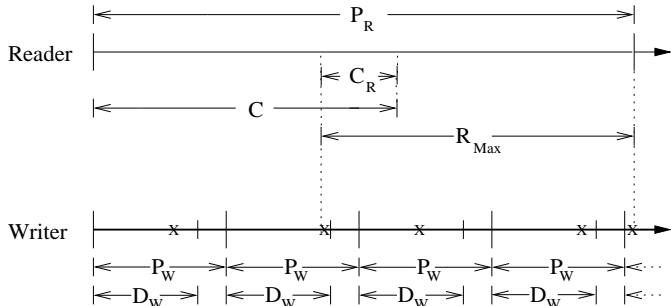 P_R
Reader
C_R
C
R_Max
Writer x x x x x
P_W P_W P_W P_W
D_W D_W D_W D_W